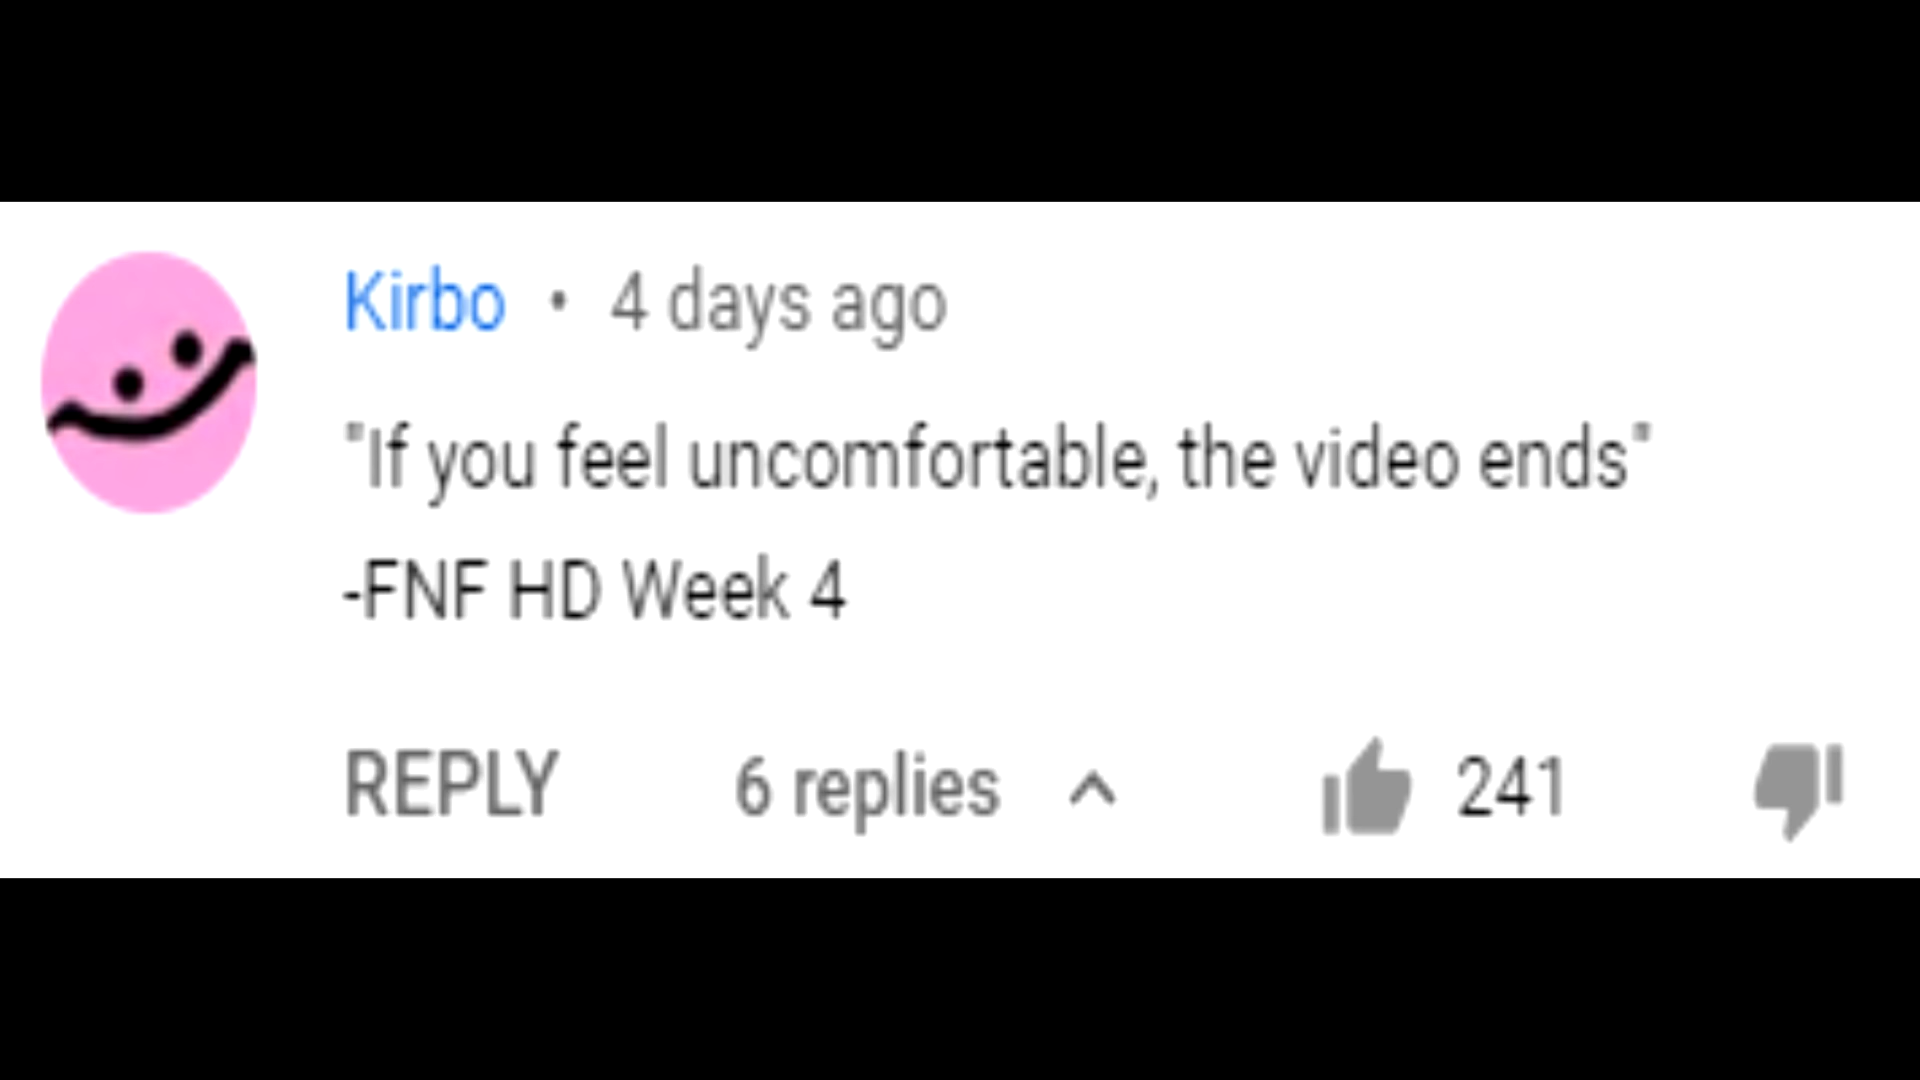 Kirbo • 4 days ago
"If you feel uncomfortable, the video ends"
-FNF HD Week 4
REPLY 6 replies 241